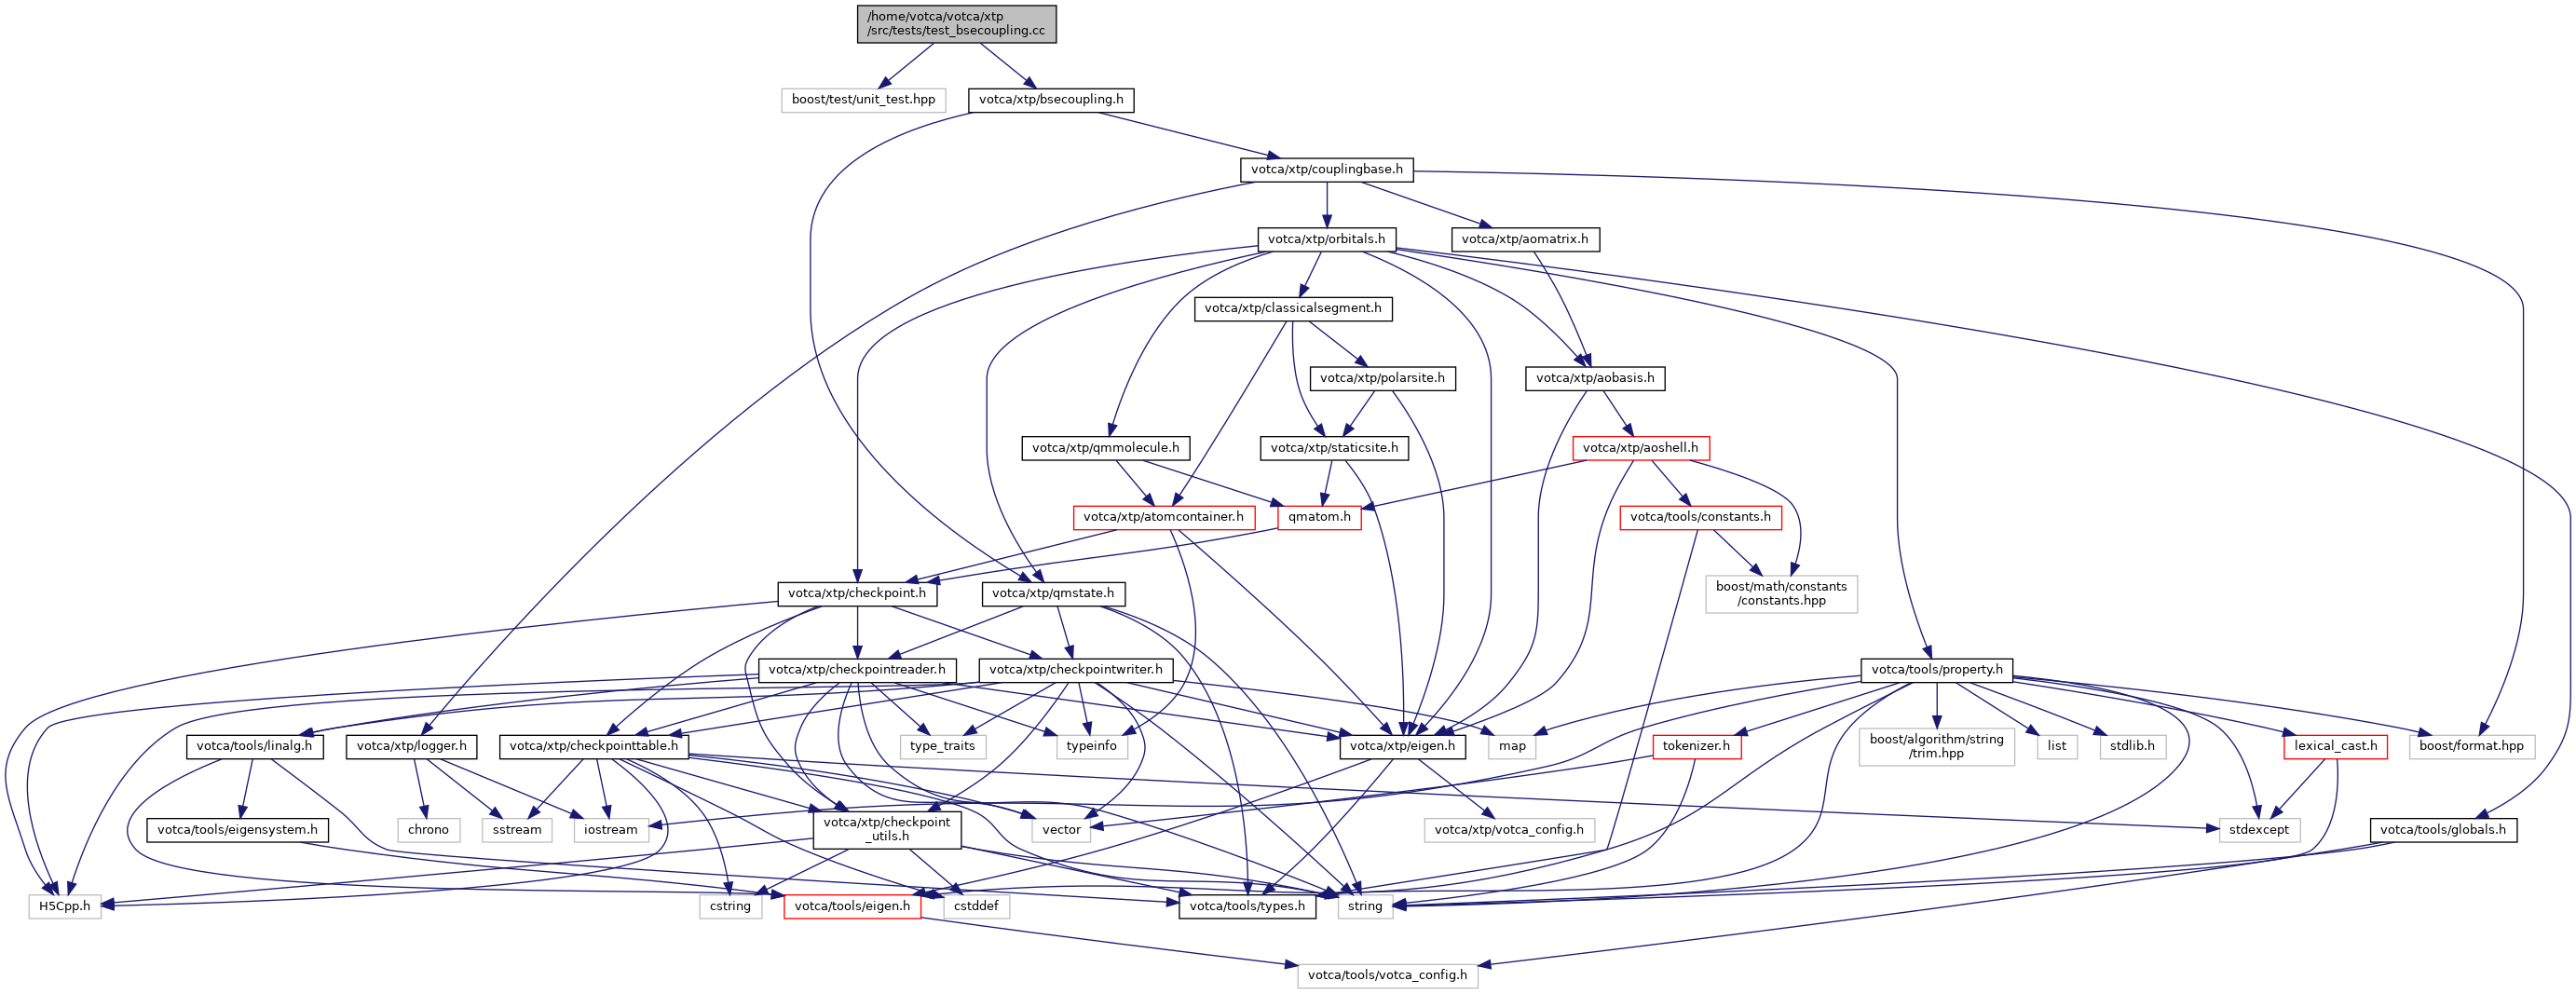 /home/votca/votca/xtp
/src/tests/test_bsecoupling.cc
boost/test/unit_test.hpp
votca/xtp/bsecoupling.h
votca/xtp/couplingbase.h
votca/xtp/orbitals.h
votca/xtp/aomatrix.h
votca/xtp/classicalsegment.h
votca/xtp/polarsite.h
votca/xtp/aobasis.h
votca/xtp/qmmolecule.h
votca/xtp/staticsite.h
votca/xtp/aoshell.h
votca/xtp/atomcontainer.h
qmatom.h
votca/tools/constants.h
votca/xtp/checkpoint.h
votca/xtp/qmstate.h
boost/math/constants
/constants.hpp
votca/xtp/checkpointreader.h
votca/xtp/checkpointwriter.h
votca/tools/property.h
votca/tools/linalg.h
votca/xtp/logger.h
votca/xtp/checkpointtable.h
type_traits
typeinfo
votca/xtp/eigen.h
map
tokenizer.h
boost/algorithm/string
/trim.hpp
list
stdlib.h
lexical_cast.h
boost/format.hpp
votca/tools/eigensystem.h
chrono
sstream
iostream
votca/xtp/checkpoint
_utils.h
vector
votca/xtp/votca_config.h
stdexcept
votca/tools/globals.h
H5Cpp.h
cstring
votca/tools/eigen.h
cstddef
votca/tools/types.h
string
votca/tools/votca_config.h